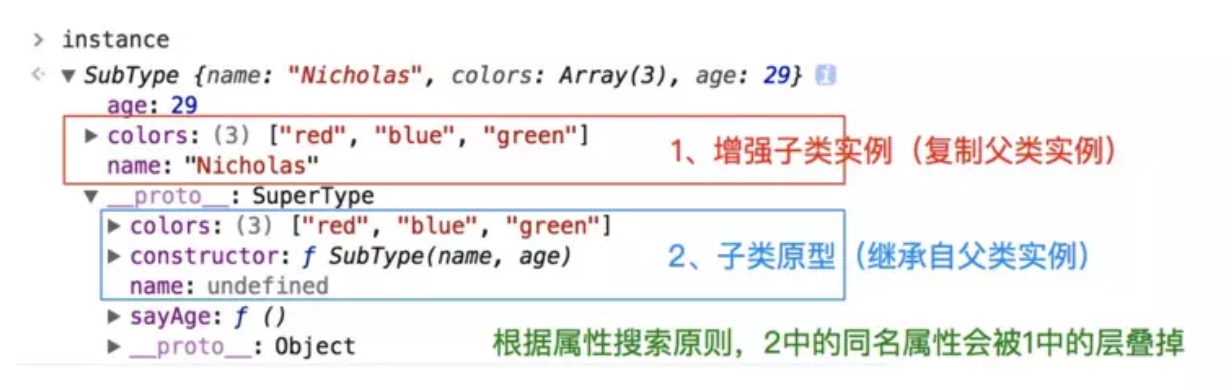 > instance
<· ▼ SubType {name: "Nicholas", colors: Array(3), age: 29} i
age: 29
▶ colors: (3) ["red", "blue", "green"]
name: "Nicholas"
1、增强子类实例（复制父类实例）
▼ __proto__: SuperType
▶ colors: (3) ["red", "blue", "green"]
▶ constructor: ƒ SubType(name, age)
2、子类原型（继承自父类实例）
name: undefined
▶ sayAge: ƒ ()
▶ __proto__: Object
根据属性搜索原则，2中的同名属性会被1中的层叠掉